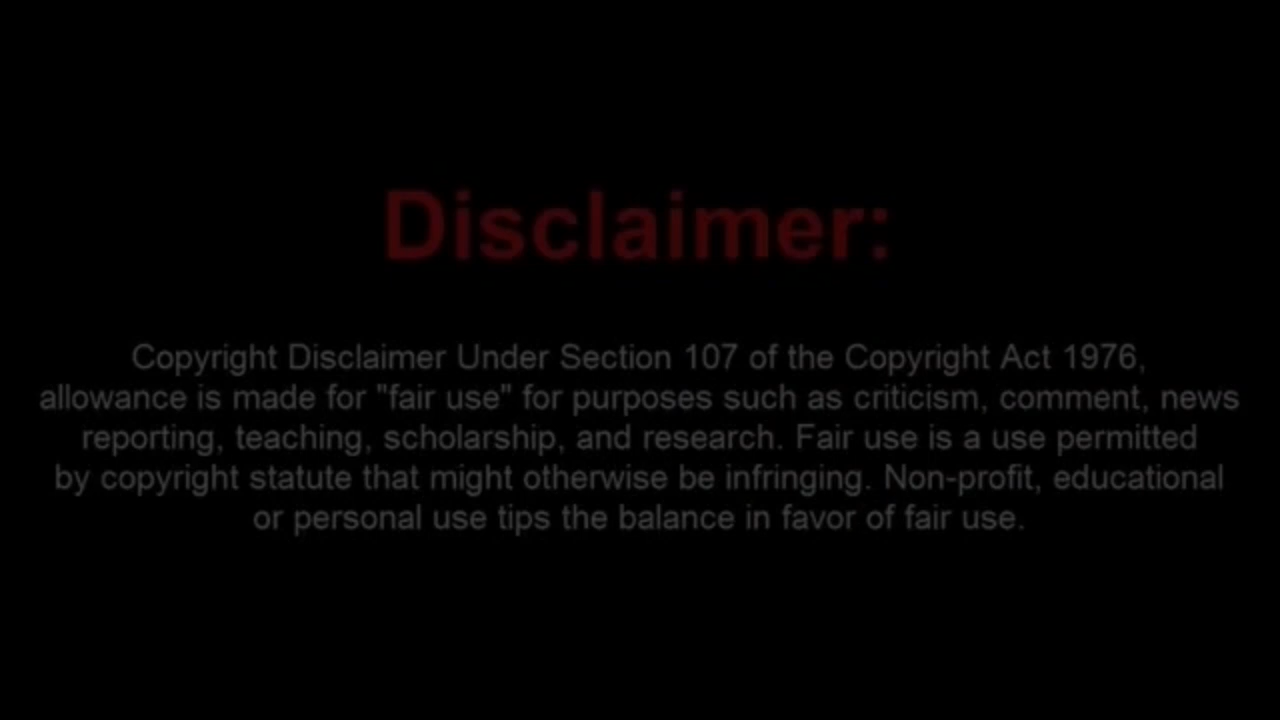 Disclaimer:
Copyright Disclaimer Under Section 107 of the Copyright Act 1976,
allowance is made for "fair use" for purposes such as criticism, comment, news
reporting, teaching, scholarship, and research. Fair use is a use permitted
by copyright statute that might otherwise be infringing. Non-profit, educational
or personal use tips the balance in favor of fair use.